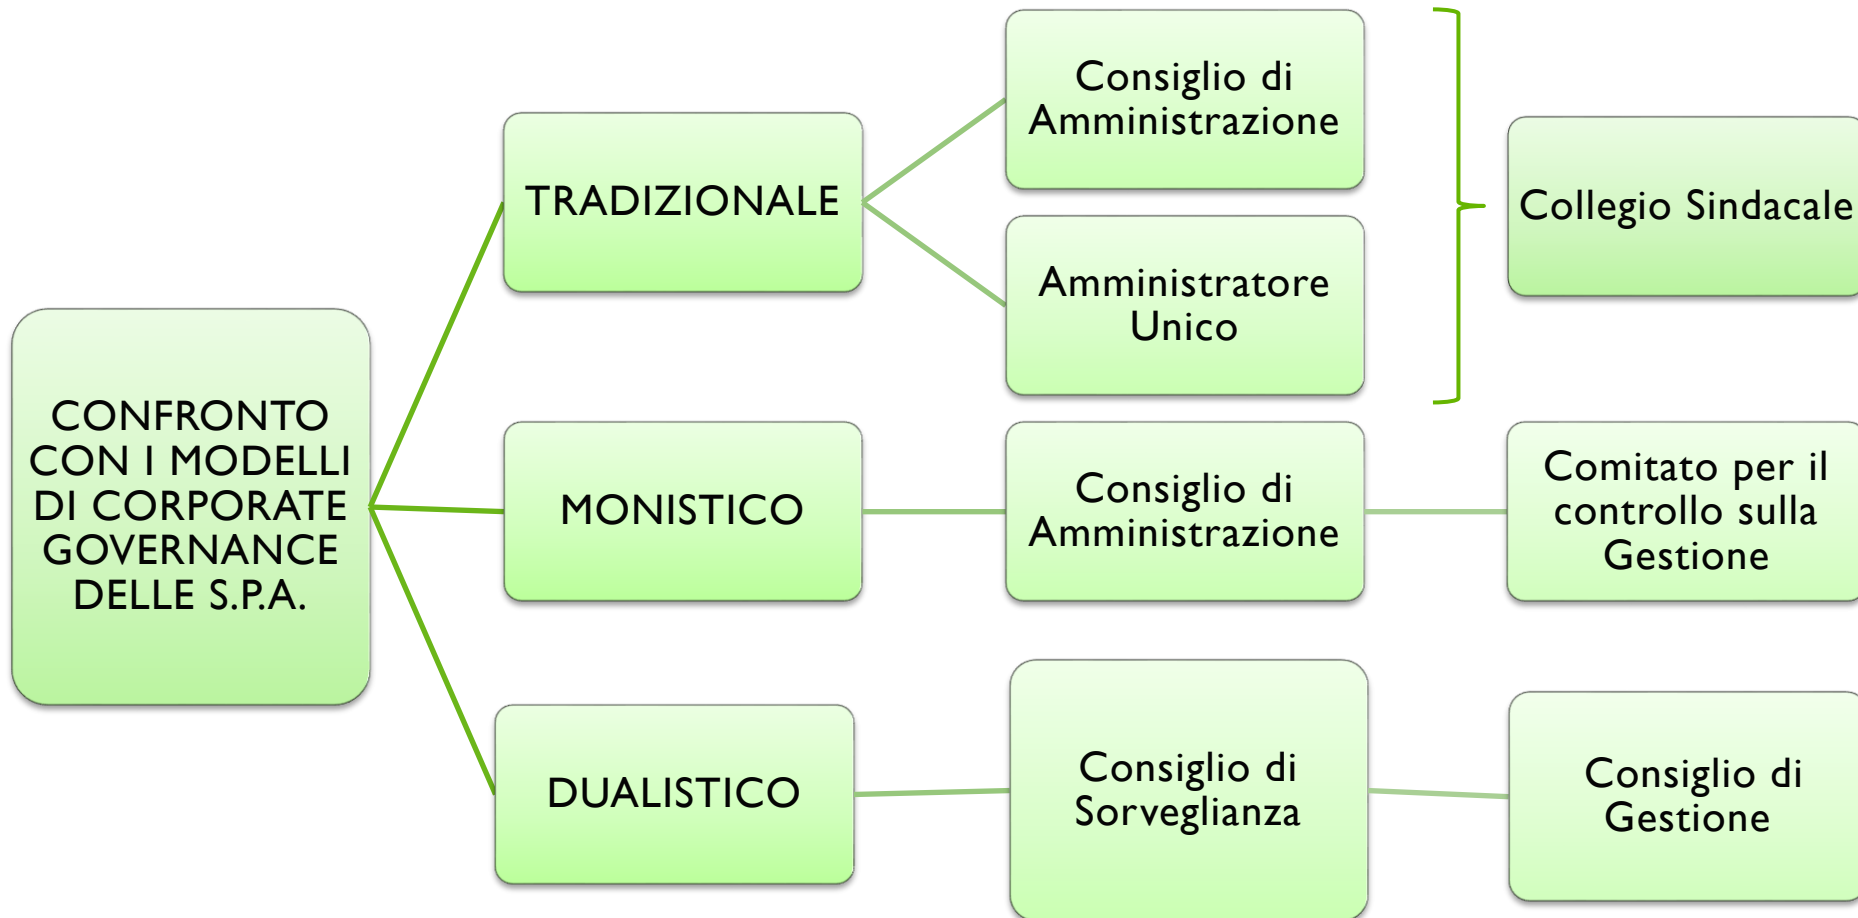 CONFRONTO
CON I MODELLI
DI CORPORATE
GOVERNANCE
DELLE S.P.A.
TRADIZIONALE
Consiglio di
Amministrazione
Amministratore
Unico
Collegio Sindacale
MONISTICO
Consiglio di
Amministrazione
Comitato per il
controllo sulla
Gestione
DUALISTICO
Consiglio di
Sorveglianza
Consiglio di
Gestione